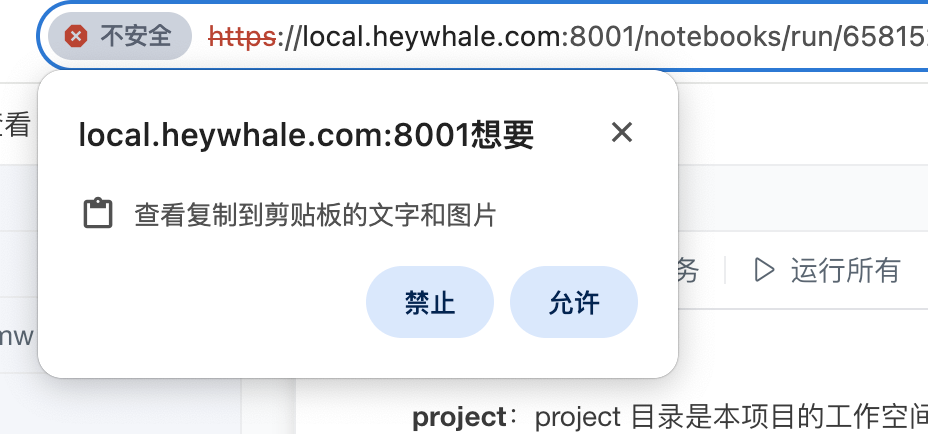 不安全 https://local.heywhale.com:8001/notebooks/run/65815
查看
local.heywhale.com:8001想要
查看复制到剪贴板的文字和图片
禁止 允许
务 运行所有
mw
project：project 目录是本项目的工作空间